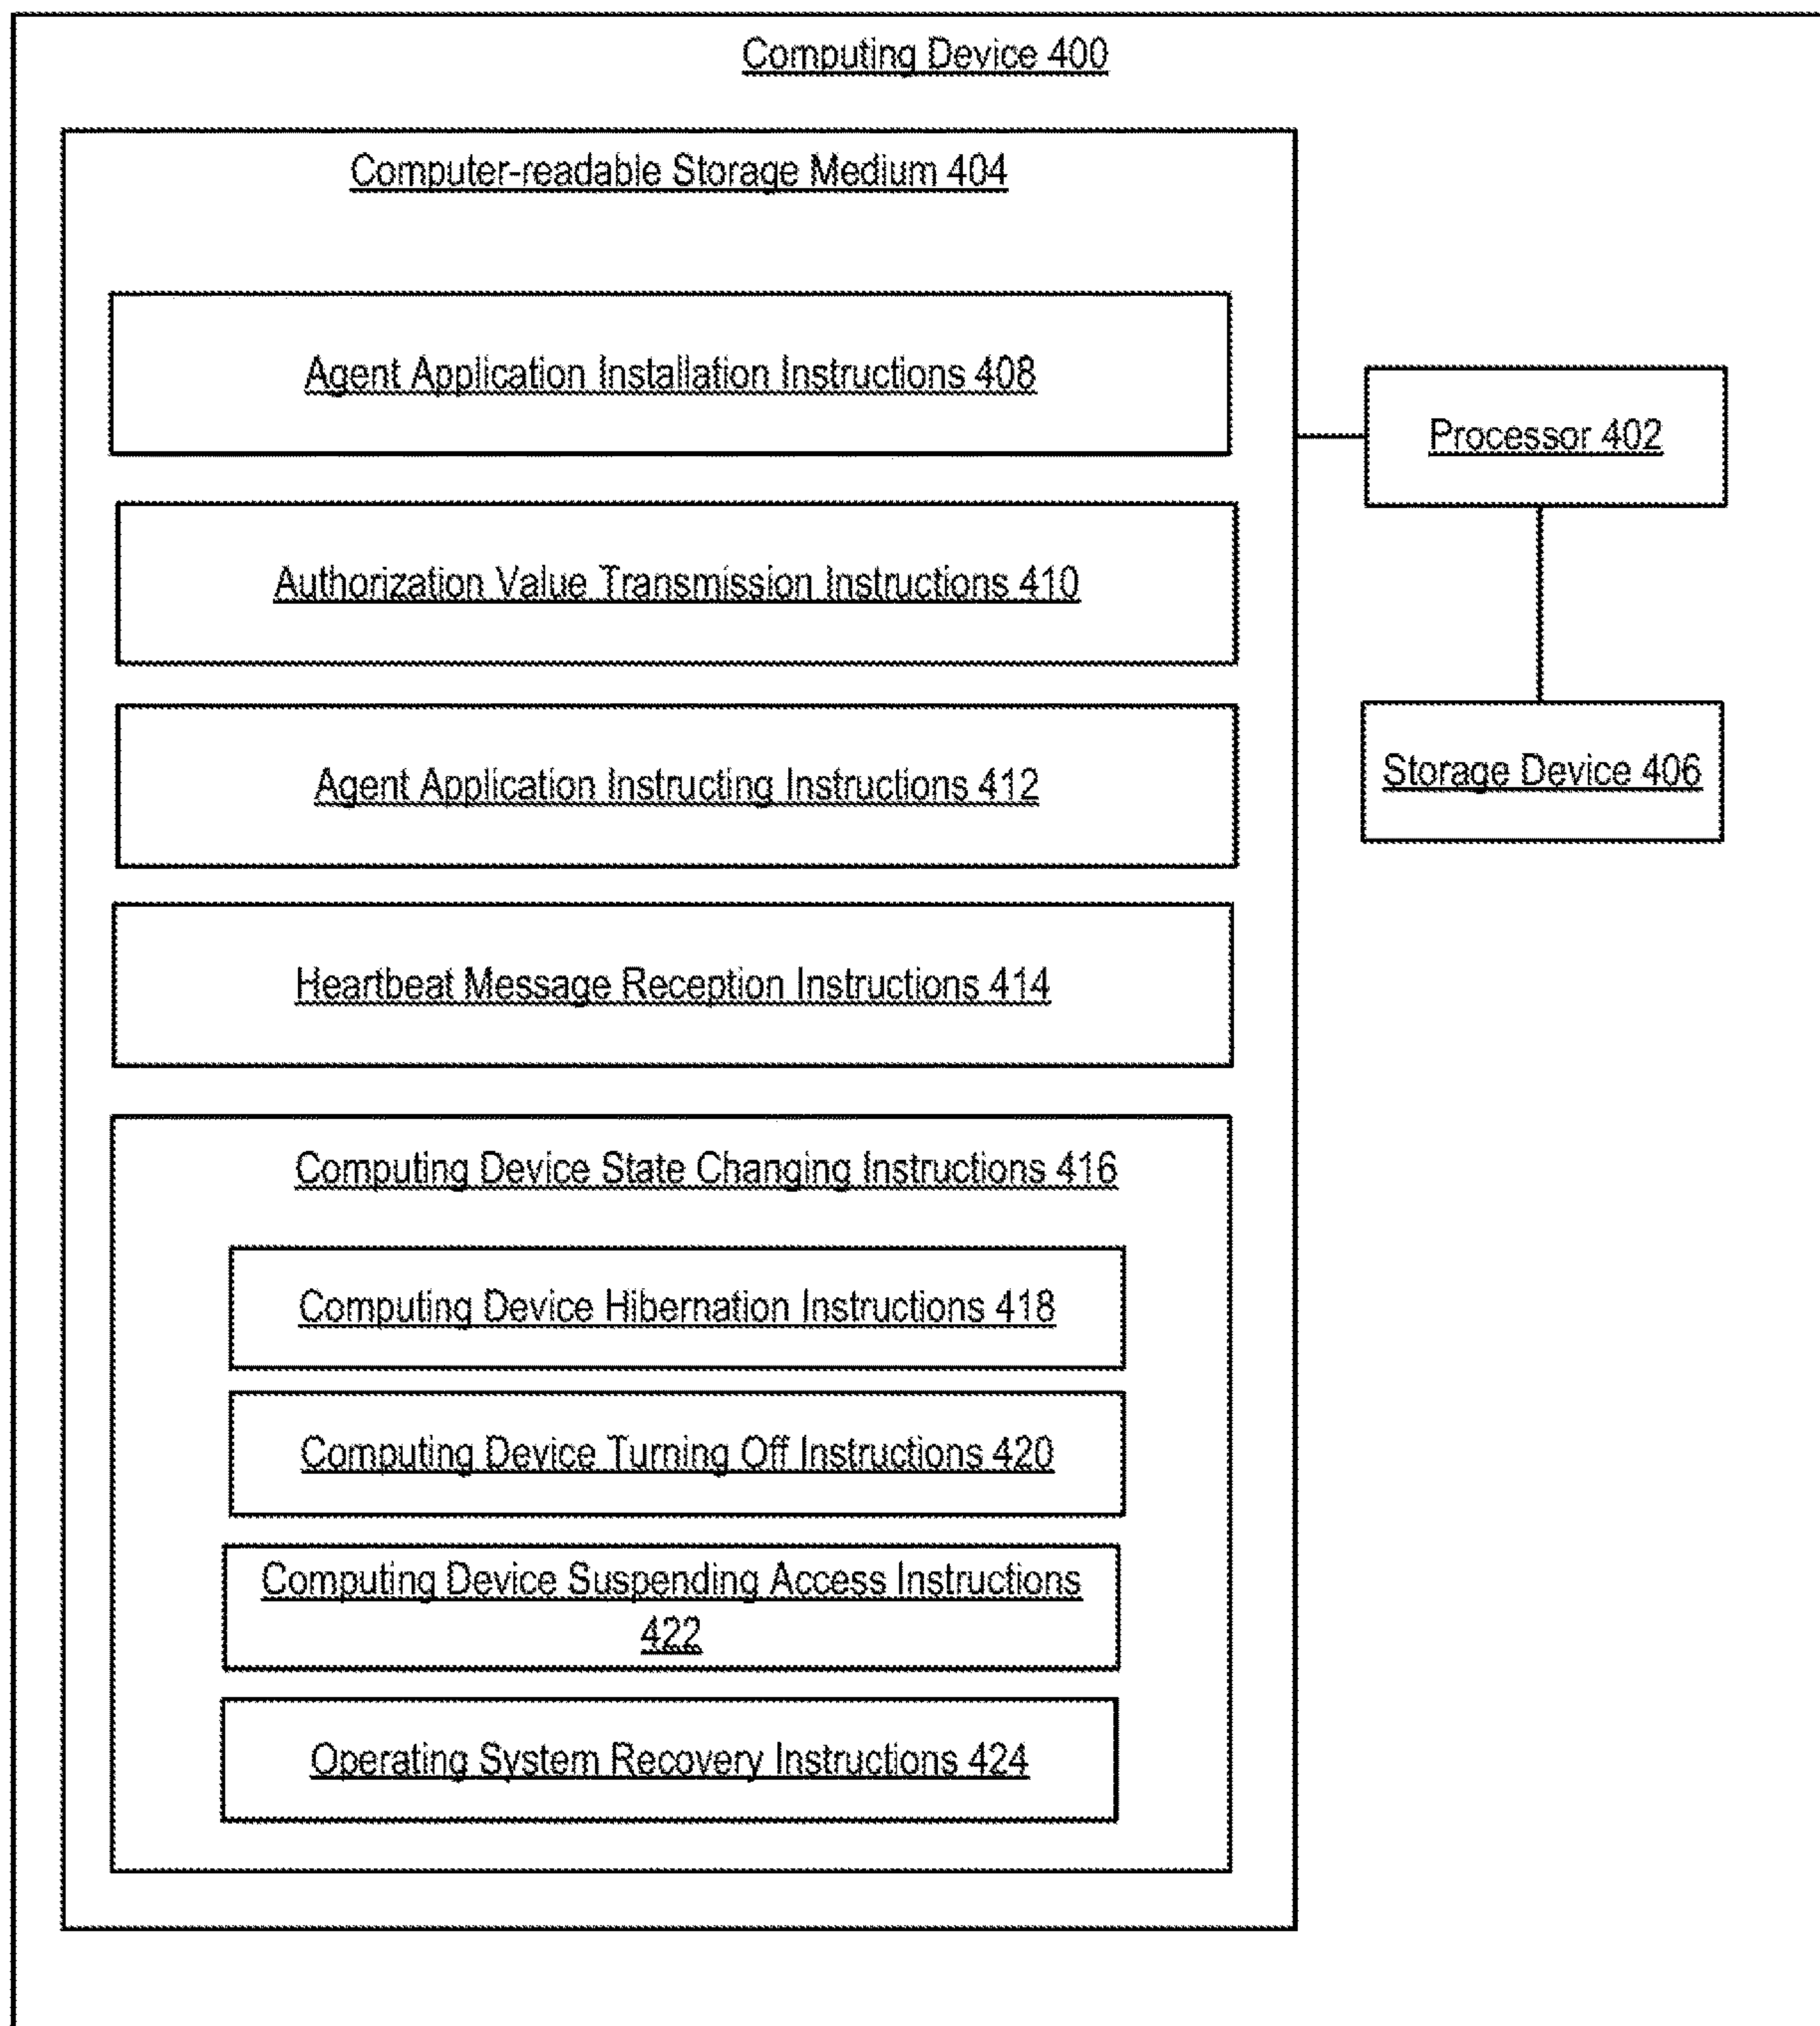 Computing Device 400
Computer-readable Storage Medium 404
Agent Application Installation Instructions 408
Processor 402
Authorization Value Transmission Instructions 410
Storage Device 406
Agent Application Instructing Instructions 412
Heartbeat Message Reception Instructions 414
Computing Device State Changing Instructions 416
Computing Device Hibernation Instructions 418
Computing Device Turning Off Instructions 420
Computing Device Suspending Access Instructions
422
Operating System Recovery Instructions 424